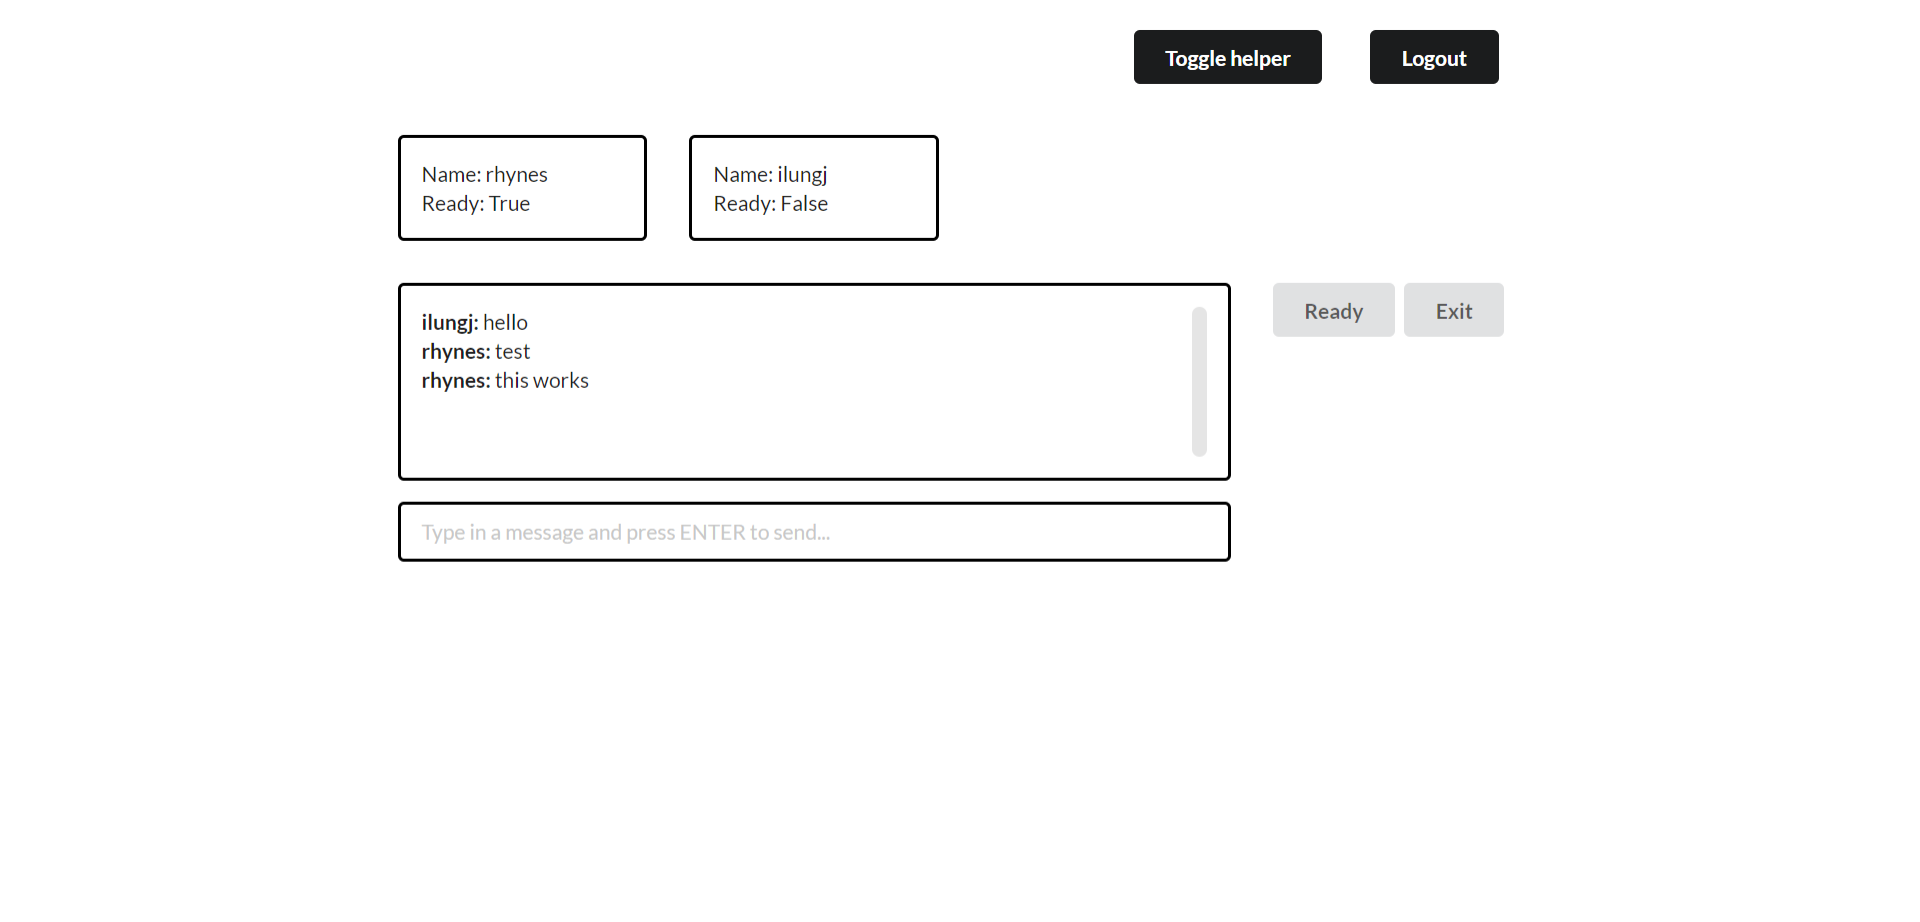 Toggle helper
Logout
Name: rhynes
Ready: True
Name: ilungj
Ready: False
ilungj: hello
rhynes: test
rhynes: this works
Ready
Exit
Type in a message and press ENTER to send...